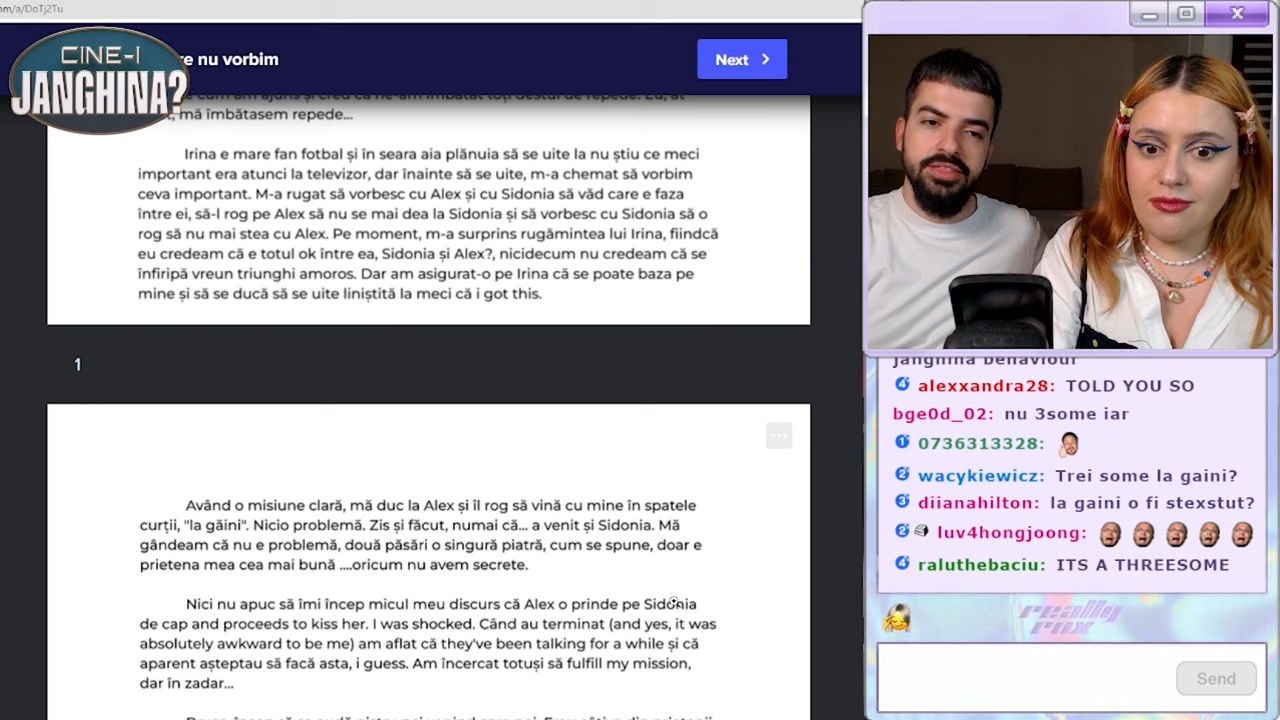 om/a/DoTj2Tu
CINE-I
JANGHINA?
re nu vorbim
Next
t, mă îmbătasem repede...
Irina e mare fan fotbal și în seara aia plănuia să se uite la nu știu ce meci
important era atunci la televizor, dar înainte să se uite, m-a chemat să vorbim
ceva important. M-a rugat să vorbesc cu Alex și cu Sidonia să văd care e faza
între ei, să-l rog pe Alex să nu se mai dea la Sidonia și să vorbesc cu Sidonia să o
rog să nu mai stea cu Alex. Pe moment, m-a surprins rugămintea lui Irina, fiindcă
eu credeam că e totul ok între ea, Sidonia și Alex?, nicidecum nu credeam că se
înfiripă vreun triunghi amoros. Dar am asigurat-o pe Irina că se poate baza pe
mine și să se ducă să se uite liniștită la meci că i got this.
1
Având o misiune clară, mă duc la Alex și îl rog să vină cu mine în spatele
curții, "la găini". Nicio problemă. Zis și făcut, numai că... a venit și Sidonia. Mă
gândeam că nu e problemă, două păsări o singură piatră, cum se spune, doar e
prietena mea cea mai bună ....oricum nu avem secrete.
Nici nu apuc să îmi încep micul meu discurs că Alex o prinde pe Sidonia
de cap and proceeds to kiss her. I was shocked. Când au terminat (and yes, it was
absolutely awkward to be me) am aflat că they've been talking for a while și că
aparent așteptau să facă asta, i guess. Am încercat totuși să fulfill my mission,
dar în zadar...
janghina behaviour
alexxandra28: TOLD YOU SO
bge0d_02: nu 3some iar
0736313328:
wacykiewicz: Trei some la gaini?
diianahilton: la gaini o fi stexstut?
luv4hongjoong:
raluthebaciu: ITS A THREESOME
really
rux
Send